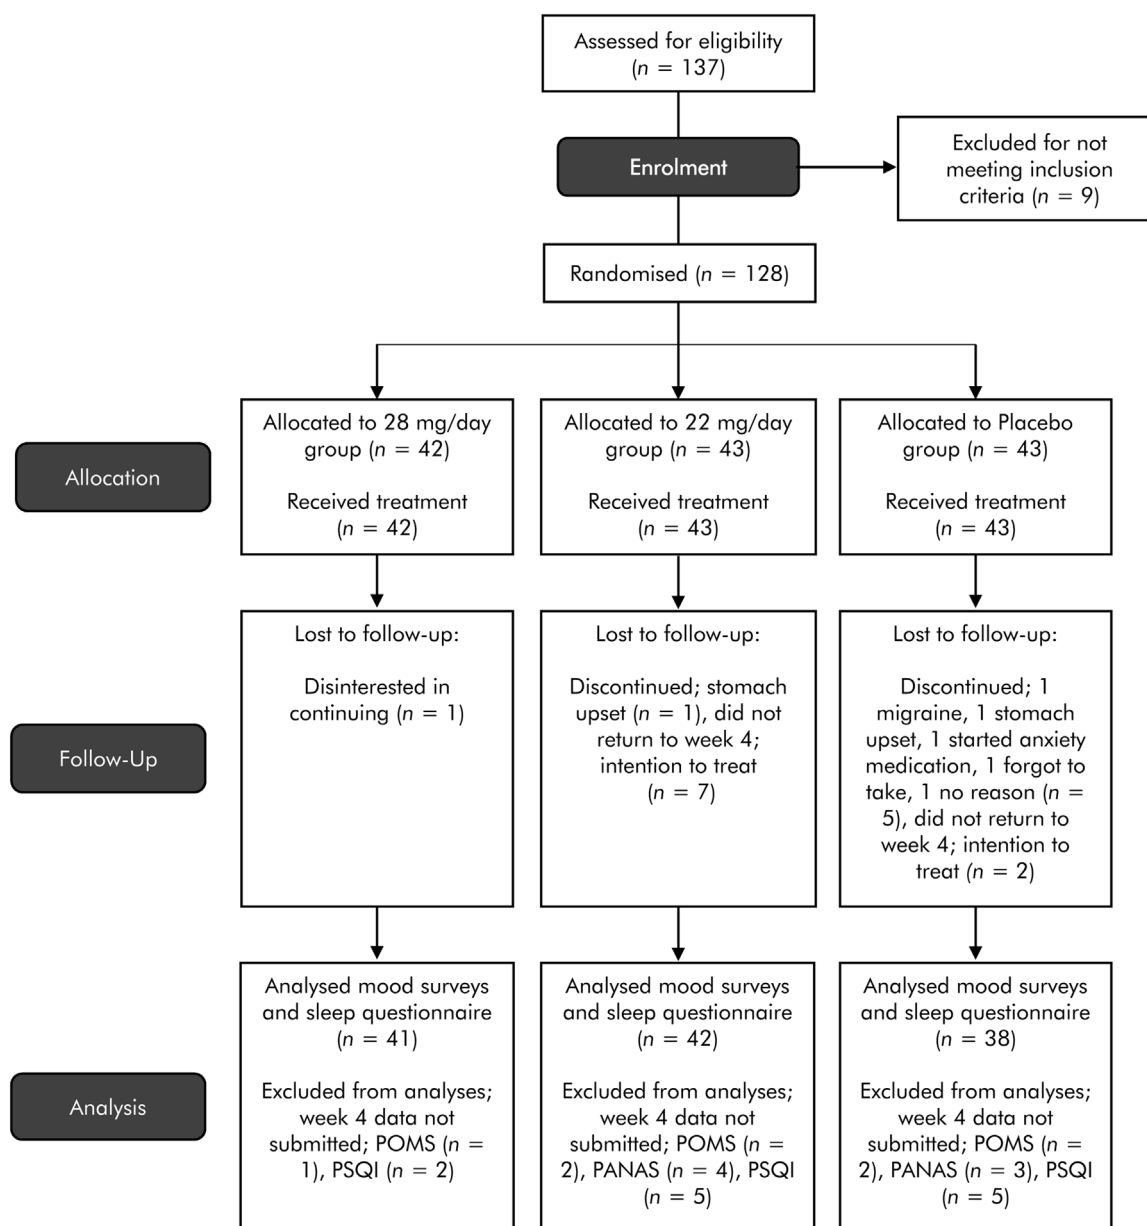 Assessed for eligibility
(n = 137)
Enrolment
Excluded for not
meeting inclusion
criteria (n = 9)
Randomised (n = 128)
Allocation
Allocated to 28 mg/day
group (n = 42)
Received treatment
(n = 42)
Allocated to 22 mg/day
group (n = 43)
Received treatment
(n = 43)
Allocated to Placebo
group (n = 43)
Received treatment
(n = 43)
Follow-Up
Lost to follow-up:
Disinterested in
continuing (n = 1)
Lost to follow-up:
Discontinued; stomach
upset (n = 1), did not
return to week 4;
intention to treat
(n = 7)
Lost to follow-up:
Discontinued; 1
migraine, 1 stomach
upset, 1 started anxiety
medication, 1 forgot to
take, 1 no reason (n =
5), did not return to
week 4; intention to
treat (n = 2)
Analysis
Analysed mood surveys
and sleep questionnaire
(n = 41)
Excluded from analyses;
week 4 data not
submitted; POMS (n =
1), PSQI (n = 2)
Analysed mood surveys
and sleep questionnaire
(n = 42)
Excluded from analyses;
week 4 data not
submitted; POMS (n =
2), PANAS (n = 4), PSQI
(n = 5)
Analysed mood surveys
and sleep questionnaire
(n = 38)
Excluded from analyses;
week 4 data not
submitted; POMS (n =
2), PANAS (n = 3), PSQI
(n = 5)